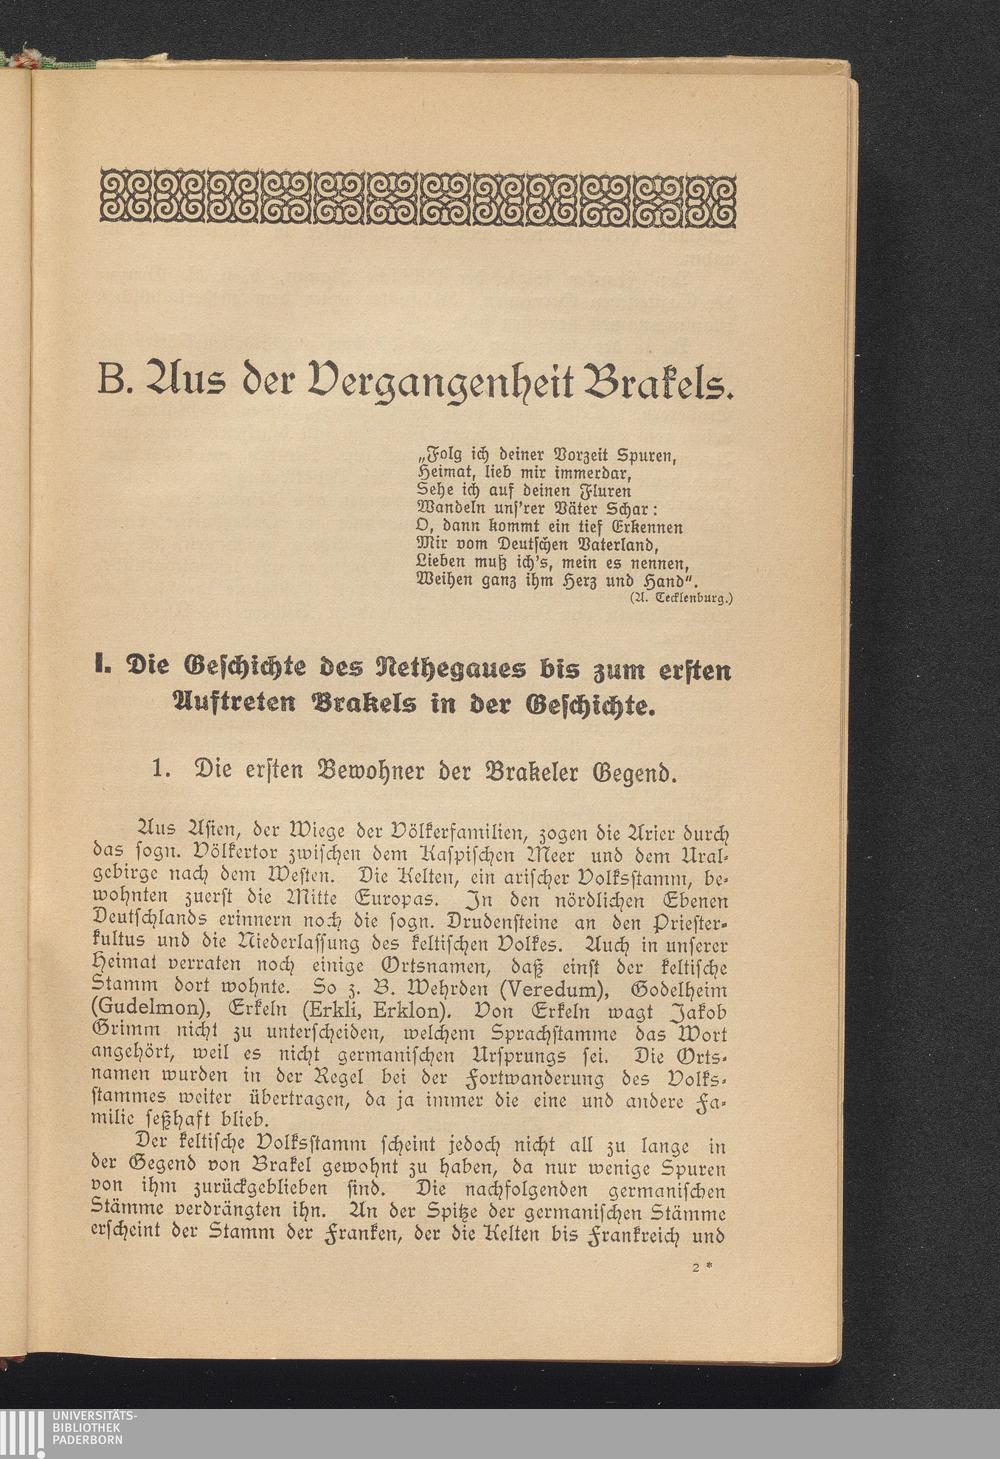 B. Aus der Vergangenheit Brakels.
„Folg ich deiner Vorzeit Spuren,
Heimat, lieb mir immerdar,
Sehe ich auf deinen Fluren
Wandeln uns'rer Väter Schar:
O, dann kommt ein tief Erkennen
Mir vom Deutschen Vaterland,
Lieben muß ich's, mein es nennen,
Weihen ganz ihm Herz und Hand".
(A. Tecklenburg.)
I. Die Geschichte des Nethegaues bis zum ersten
Auftreten Brakels in der Geschichte.
1. Die ersten Bewohner der Brakeler Gegend.
Aus Asien, der Wiege der Völkerfamilien, zogen die Arier durch
das sogn. Völkertor zwischen dem Kaspischen Meer und dem Ural-
gebirge nach dem Westen. Die Kelten, ein arischer Volksstamm, be-
wohnten zuerst die Mitte Europas. In den nördlichen Ebenen
Deutschlands erinnern noch die sogn. Drudensteine an den Priester-
kultus und die Niederlassung des keltischen Volkes. Auch in unserer
Heimat verraten noch einige Ortsnamen, daß einst der keltische
Stamm dort wohnte. So z. B. Wehrden (Veredum), Godelheim
(Gudelmon), Erkeln (Erkli, Erklon). Von Erkeln wagt Jakob
Grimm nicht zu unterscheiden, welchem Sprachstamme das Wort
angehört, weil es nicht germanischen Ursprungs sei. Die Orts-
namen wurden in der Regel bei der Fortwanderung des Volks-
stammes weiter übertragen, da ja immer die eine und andere Fa-
milie seßhaft blieb.
Der keltische Volksstamm scheint jedoch nicht all zu lange in
der Gegend von Brakel gewohnt zu haben, da nur wenige Spuren
von ihm zurückgeblieben sind. Die nachfolgenden germanischen
Stämme verdrängten ihn. An der Spitze der germanischen Stämme
erscheint der Stamm der Franken, der die Kelten bis Frankreich und
2 *
UNIVERSITÄTS-
BIBLIOTHEK
PADERBORN